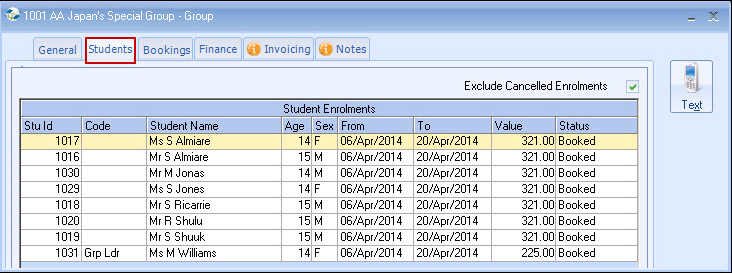 1001 AA Japan's Special Group - Group
General Students Bookings Finance Invoicing Notes
Exclude Cancelled Enrolments
Text
Student Enrolments
Stu Id Code Student Name Age Sex From To Value Status
1017 Ms S Almiare 14 F 06/Apr/2014 20/Apr/2014 321.00 Booked
1016 Mr S Almiare 15 M 06/Apr/2014 20/Apr/2014 321.00 Booked
1030 Mr M Jonas 14 M 06/Apr/2014 20/Apr/2014 321.00 Booked
1029 Ms S Jones 14 F 06/Apr/2014 20/Apr/2014 321.00 Booked
1018 Mr S Ricarrie 15 M 06/Apr/2014 20/Apr/2014 321.00 Booked
1020 Mr R Shulu 15 M 06/Apr/2014 20/Apr/2014 321.00 Booked
1019 Mr S Shuuk 15 M 06/Apr/2014 20/Apr/2014 321.00 Booked
1031 Grp Ldr Ms M Williams 14 F 06/Apr/2014 20/Apr/2014 225.00 Booked